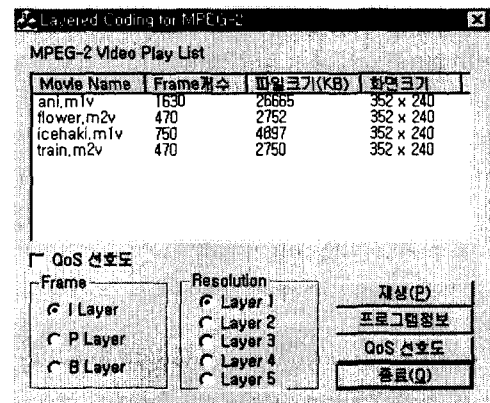 Layered Coding for MPEG-2
MPEG-2 Video Play List
Movie Name Frame개수 파일크기(KB) 화면크기
ani.m1v 1630 26665 352 x 240
flower.m2v 470 2752 352 x 240
icehaki.m1v 750 4897 352 x 240
train.m2v 470 2750 352 x 240
QoS 선호도
Frame
I Layer
P Layer
B Layer
Resolution
Layer 1
Layer 2
Layer 3
Layer 4
Layer 5
재생(P)
프로그램정보
QoS 선호도
종료(Q)